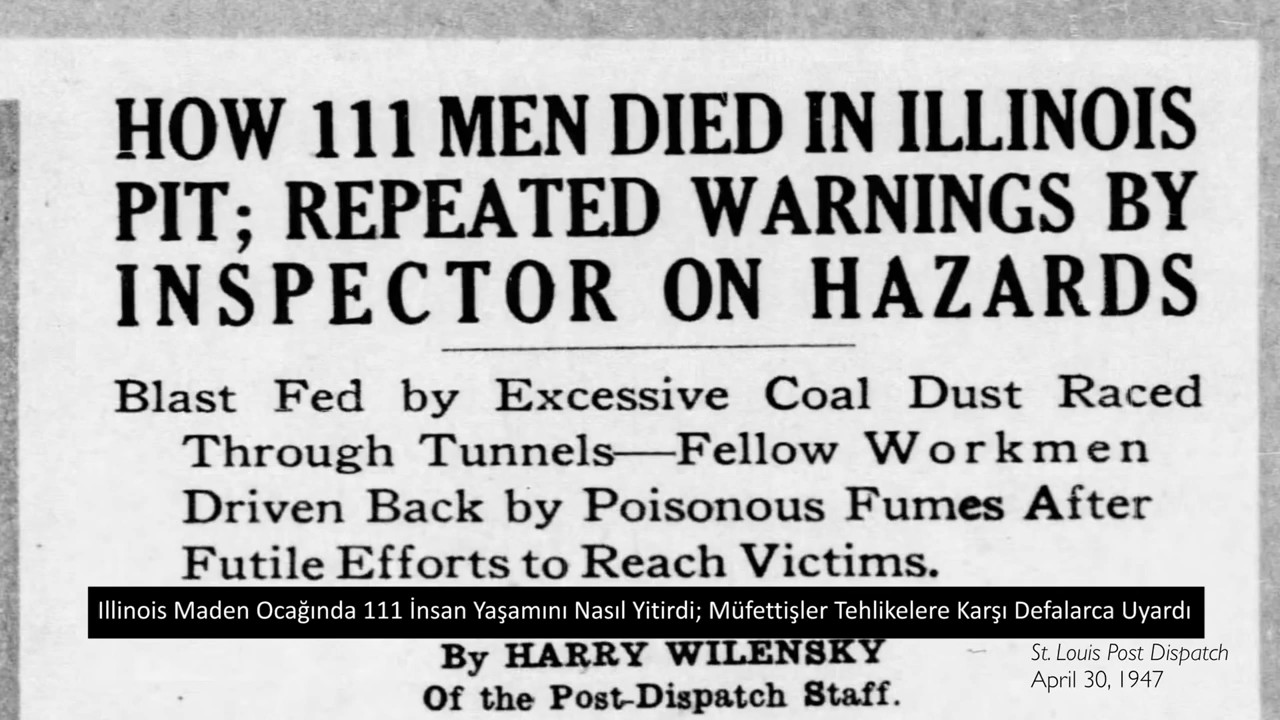 HOW 111 MEN DIED IN ILLINOIS
PIT; REPEATED WARNINGS BY
INSPECTOR ON HAZARDS
Blast Fed by Excessive Coal Dust Raced
Through Tunnels—Fellow Workmen
Driven Back by Poisonous Fumes After
Futile Efforts to Reach Victims.
Illinois Maden Ocağında 111 İnsan Yaşamını Nasıl Yitirdi; Müfettişler Tehlikelere Karşı Defalarca Uyardı
By HARRY WILENSKY
Of the Post-Dispatch Staff.
St. Louis Post Dispatch
April 30, 1947